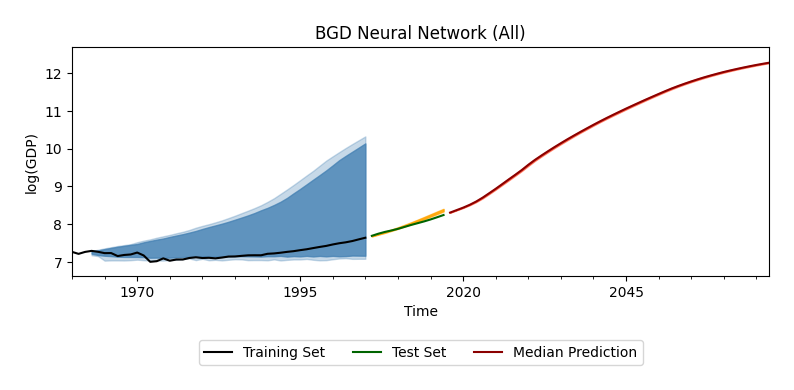 BGD Neural Network (All)
12
11
10
9
8
7
log(GDP)
1970 1995 2020 2045
Time
Training Set Test Set Median Prediction